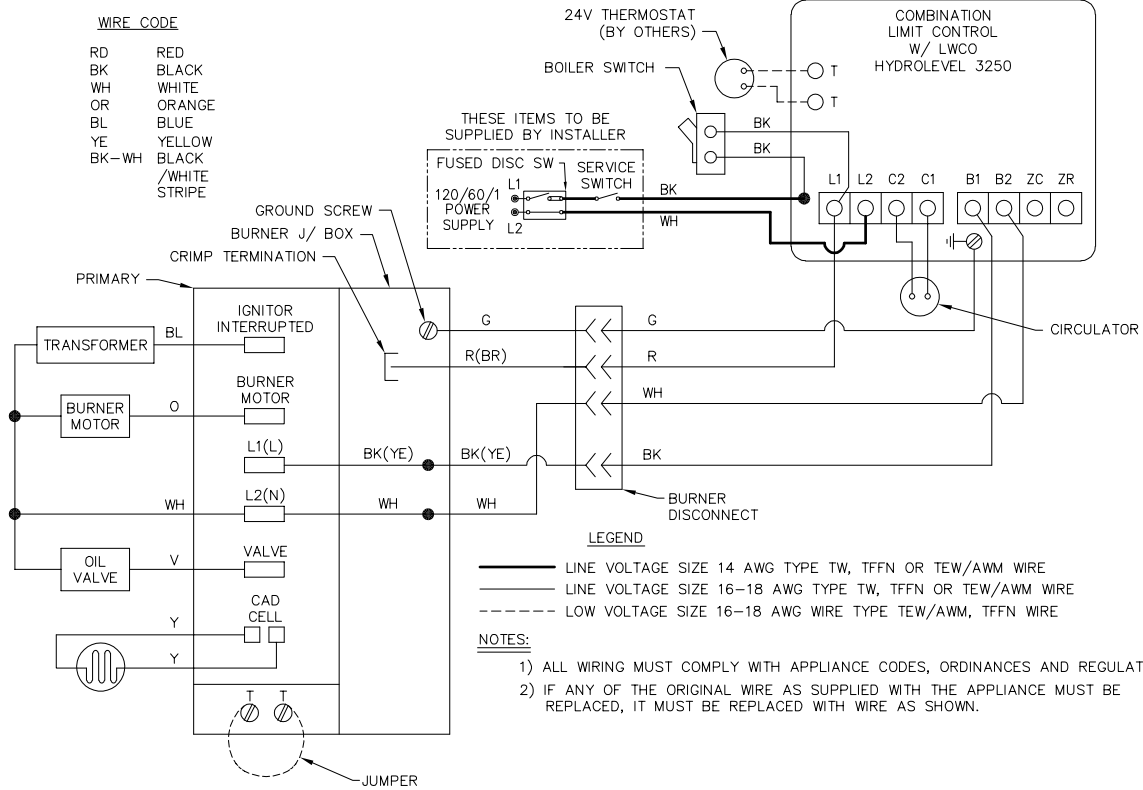 WIRE CODE
RD RED
BK BLACK
WH WHITE
OR ORANGE
BL BLUE
YE YELLOW
BK-WH BLACK
/WHITE
STRIPE
24V THERMOSTAT
(BY OTHERS)
BOILER SWITCH
COMBINATION
LIMIT CONTROL
W/ LWCO
HYDROLEVEL 3250
T
T
BK
BK
THESE ITEMS TO BE
SUPPLIED BY INSTALLER
FUSED DISC SW
SERVICE
SWITCH
L1
120/60/1
POWER
SUPPLY
L2
BK
WH
L1 L2 C2 C1 B1 B2 ZC ZR
CIRCULATOR
GROUND SCREW
BURNER J/ BOX
CRIMP TERMINATION
PRIMARY
IGNITOR
INTERRUPTED
TRANSFORMER
BL
BURNER
MOTOR
O
BURNER
MOTOR
L1(L)
L2(N)
WH
OIL
VALVE
V
VALVE
CAD
CELL
Y
Y
T T
JUMPER
G G
R(BR) R
WH
BK(YE) BK(YE) BK
WH WH
BURNER
DISCONNECT
LEGEND
LINE VOLTAGE SIZE 14 AWG TYPE TW, TFFN OR TEW/AWM WIRE
LINE VOLTAGE SIZE 16-18 AWG TYPE TW, TFFN OR TEW/AWM WIRE
LOW VOLTAGE SIZE 16-18 AWG WIRE TYPE TEW/AWM, TFFN WIRE
NOTES:
1) ALL WIRING MUST COMPLY WITH APPLIANCE CODES, ORDINANCES AND REGULAT
2) IF ANY OF THE ORIGINAL WIRE AS SUPPLIED WITH THE APPLIANCE MUST BE
REPLACED, IT MUST BE REPLACED WITH WIRE AS SHOWN.